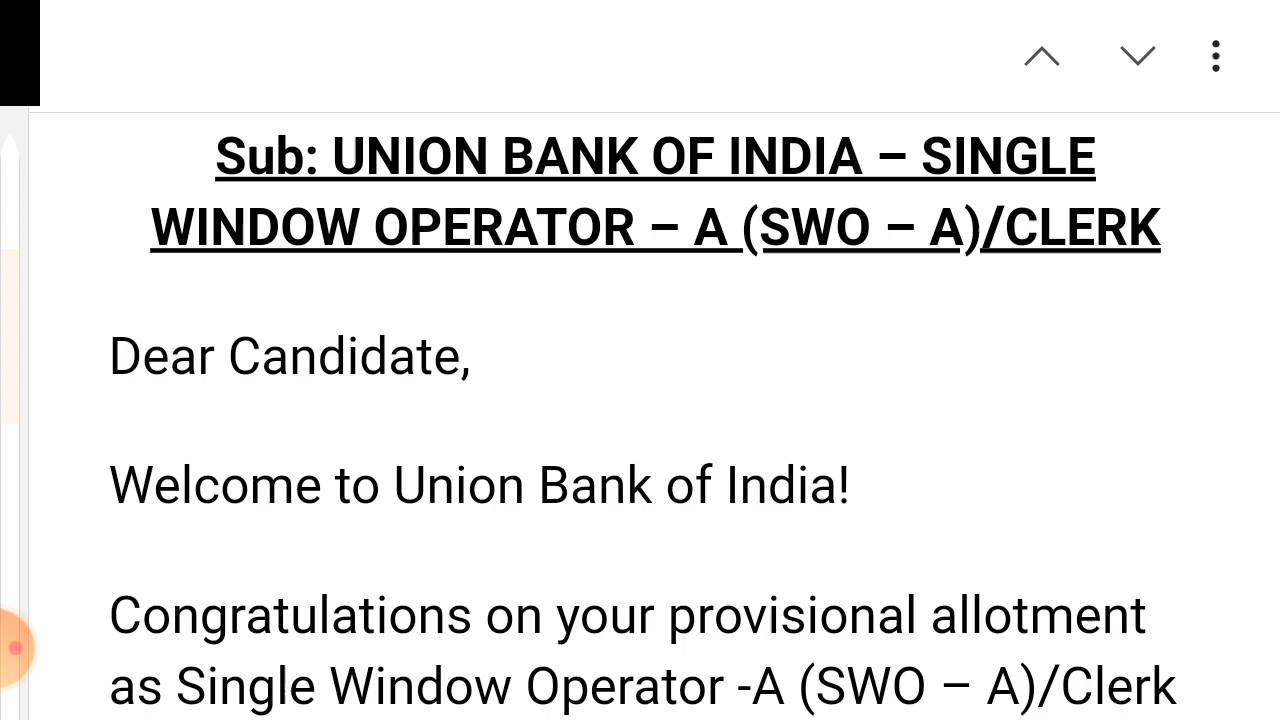 Sub: UNION BANK OF INDIA – SINGLE
WINDOW OPERATOR – A (SWO – A)/CLERK
Dear Candidate,
Welcome to Union Bank of India!
Congratulations on your provisional allotment
as Single Window Operator -A (SWO – A)/Clerk